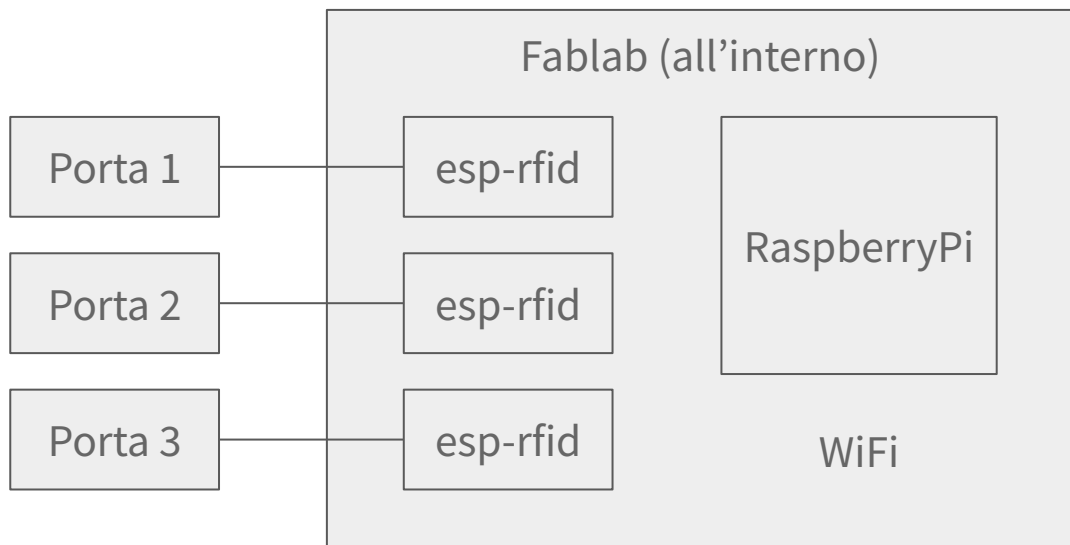 Fablab (all’interno)
Porta 1
esp-rfid
Porta 2
esp-rfid
RaspberryPi
Porta 3
esp-rfid
WiFi